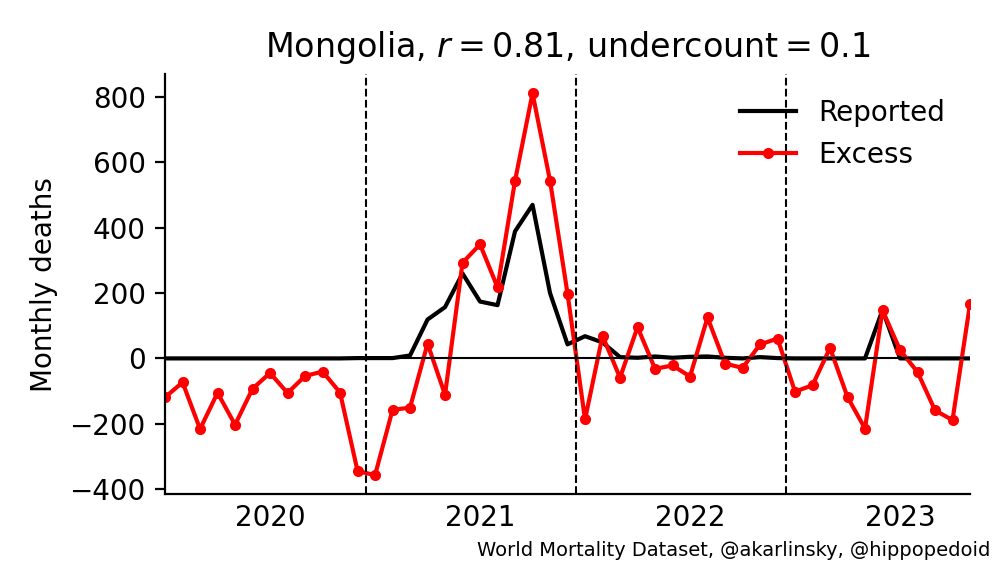 Mongolia, r = 0.81, undercount = 0.1
800
600
400
200
0
−200
−400
Monthly deaths
Reported
Excess
2020 2021 2022 2023
World Mortality Dataset, @akarlinsky, @hippopedoid